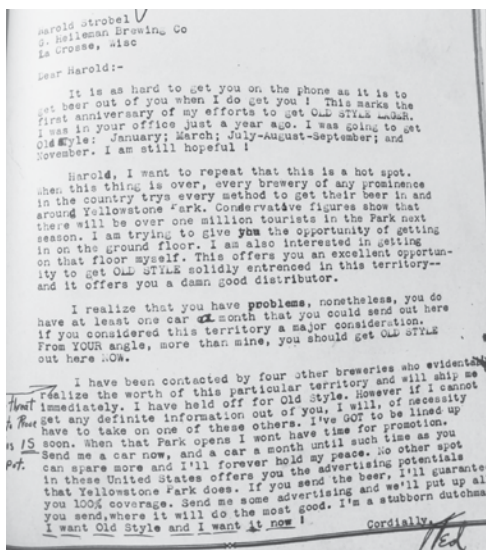 Harold Strobel
G. Heileman Brewing Co
La Crosse, Wisc
Dear Harold:-
It is as hard to get you on the phone as it is to
get beer out of you when I do get you ! This marks the
first anniversary of my efforts to get OLD STYLE LAGER.
I was in your office just a year ago. I was going to get
Old Style: January; March; July-August-September; and
November. I am still hopeful !
Harold, I want to repeat that this is a hot spot.
When this thing is over, every brewery of any prominence
in the country trys every method to get their beer in and
around Yellowstone Park. Conservative figures show that
there will be over one million tourists in the Park next
season. I am trying to give you the opportunity of getting
in on the ground floor. I am also interested in getting
on that floor myself. This offers you an excellent opportun-
ity to get OLD STYLE solidly entrenced in this territory--
and it offers you a damn good distributor.
I realize that you have problems, nonetheless, you do
have at least one car a month that you could send out here
if you considered this territory a major consideration.
From YOUR angle, more than mine, you should get OLD STYLE
out here NOW.
I have been contacted by four other breweries who evidentally
realize the worth of this particular territory and will ship me
immediately. I have held off for Old Style. However if I cannot
get any definite information out of you, I will, of necessity
have to take on one of these others. I've GOT to be lined up
soon. When that Park opens I wont have time for promotion.
Send me a car now, and a car a month until such time as you
can spare more and I'll forever hold my peace. No other spot
in these United States offers you the advertising potentials
that Yellowstone Park does. If you send the beer, I'll guarantee
you 100% coverage. Send me some advertising and we'll put up al
you send,where it will do the most good. I'm a stubborn dutchma
I want Old Style and I want it now !
Cordially,
Ted
IS